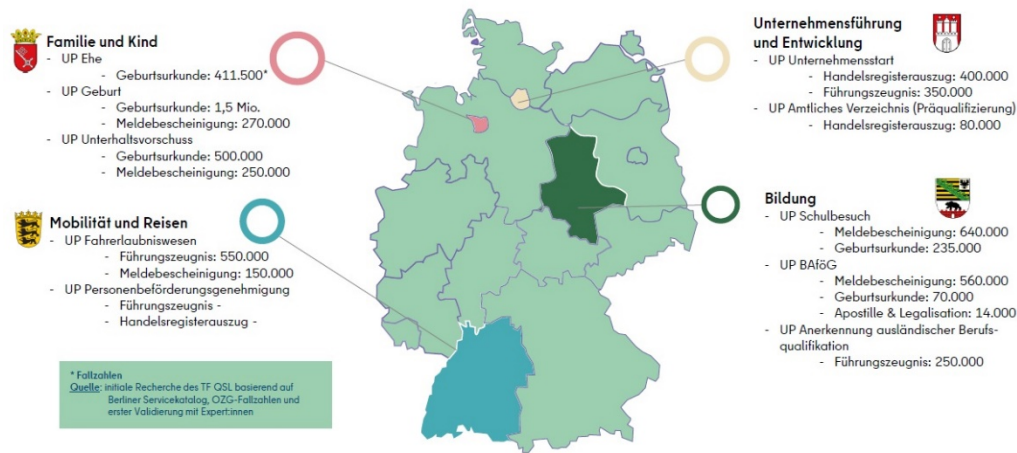 Familie und Kind
- UP Ehe
- Geburtsurkunde: 411.500*
- UP Geburt
- Geburtsurkunde: 1,5 Mio.
- Meldebescheinigung: 270.000
- UP Unterhaltsvorschuss
- Geburtsurkunde: 500.000
- Meldebescheinigung: 250.000
Mobilität und Reisen
- UP Fahrerlaubniswesen
- Führungszeugnis: 550.000
- Meldebescheinigung: 150.000
- UP Personenbeförderungsgenehmigung
- Führungszeugnis -
- Handelsregisterauszug -
* Fallzahlen
Quelle: initiale Recherche des TF QSL basierend auf
Berliner Servicekatalog, OZG-Fallzahlen und
erster Validierung mit Expert:innen
Unternehmensführung
und Entwicklung
- UP Unternehmensstart
- Handelsregisterauszug: 400.000
- Führungszeugnis: 350.000
- UP Amtliches Verzeichnis (Präqualifizierung)
- Handelsregisterauszug: 80.000
Bildung
- UP Schulbesuch
- Meldebescheinigung: 640.000
- Geburtsurkunde: 235.000
- UP BAföG
- Meldebescheinigung: 560.000
- Geburtsurkunde: 70.000
- Apostille & Legalisation: 14.000
- UP Anerkennung ausländischer Berufs-
qualifikation
- Führungszeugnis: 250.000